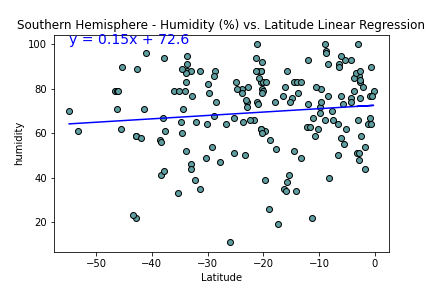 Southern Hemisphere - Humidity (%) vs. Latitude Linear Regression
y = 0.15x + 72.6
100
80
60
40
20
humidity
−50
−40
−30
−20
−10
0
Latitude